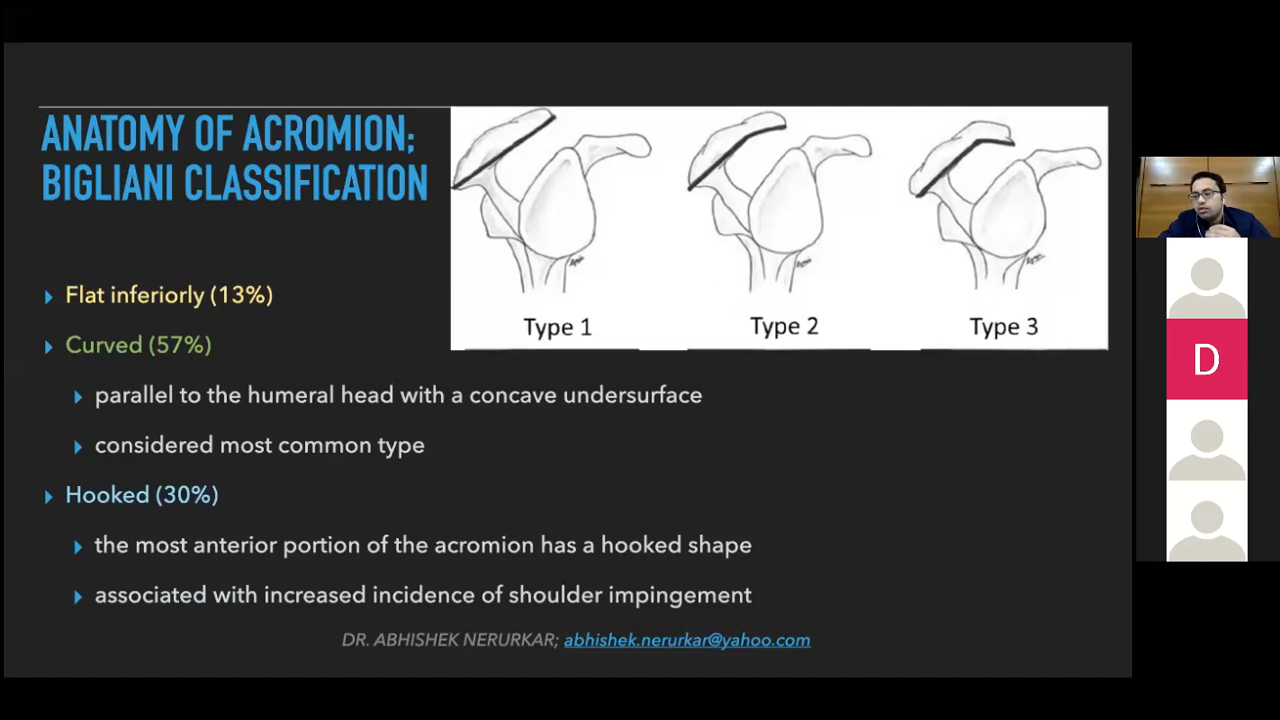 ANATOMY OF ACROMION;
BIGLIANI CLASSIFICATION
Type 1
Type 2
Type 3
Flat inferiorly (13%)
Curved (57%)
parallel to the humeral head with a concave undersurface
considered most common type
Hooked (30%)
the most anterior portion of the acromion has a hooked shape
associated with increased incidence of shoulder impingement
DR. ABHISHEK NERURKAR; abhishek.nerurkar@yahoo.com
D